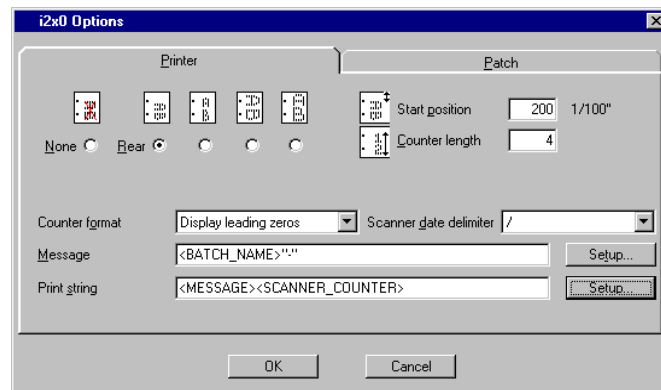 i2x0 Options
Printer
Patch
Start position 200 1/100"
None Rear Counter length 4
Counter format Display leading zeros Scanner date delimiter /
Message <BATCH_NAME>"-" Setup...
Print string <MESSAGE><SCANNER_COUNTER> Setup...
OK Cancel